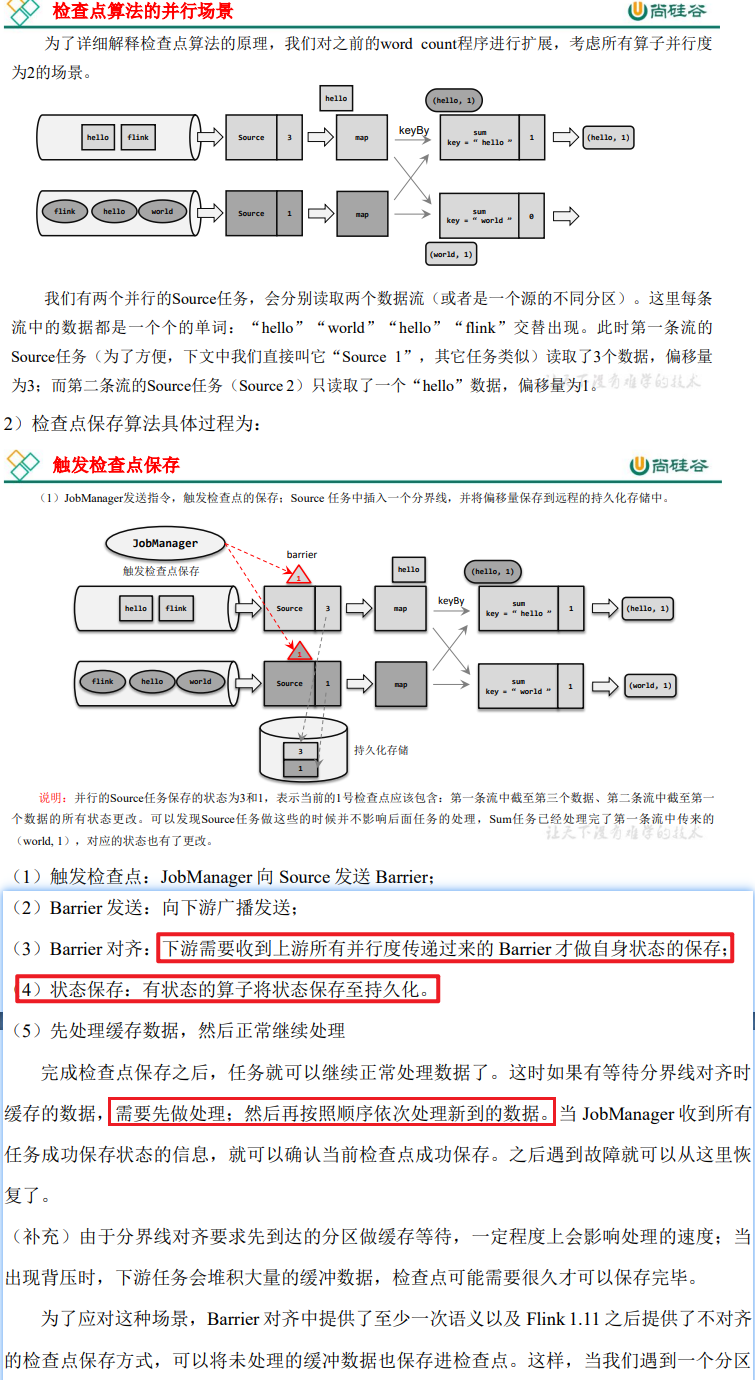 检查点算法的并行场景
尚硅谷
为了详细解释检查点算法的原理，我们对之前的word count程序进行扩展，考虑所有算子并行度
为2的场景。
hello
(hello, 1)
hello
flink
Source
3
map
keyBy
sum
key = “ hello ”
1
(hello, 1)
flink
hello
world
Source
1
map
sum
key = “ world ”
0
(world, 1)
我们有两个并行的Source任务，会分别读取两个数据流（或者是一个源的不同分区）。这里每条
流中的数据都是一个个的单词：“hello”“world”“hello”“flink”交替出现。此时第一条流的
Source任务（为了方便，下文中我们直接叫它“Source 1”，其它任务类似）读取了3个数据，偏移量
为3；而第二条流的Source任务（Source 2）只读取了一个“hello”数据，偏移量为1。
让天下没有难学的技术
2）检查点保存算法具体过程为：
触发检查点保存
尚硅谷
（1）JobManager发送指令，触发检查点的保存；Source 任务中插入一个分界线，并将偏移量保存到远程的持久化存储中。
JobManager
触发检查点保存
barrier
1
hello
(hello, 1)
hello
flink
Source
3
map
keyBy
sum
key = “ hello ”
1
(hello, 1)
1
flink
hello
world
Source
1
map
sum
key = “ world ”
1
(world, 1)
3
1
持久化存储
说明：并行的Source任务保存的状态为3和1，表示当前的1号检查点应该包含：第一条流中截至第三个数据、第二条流中截至第一
个数据的所有状态更改。可以发现Source任务做这些的时候并不影响后面任务的处理，Sum任务已经处理完了第一条流中传来的
(world, 1)，对应的状态也有了更改。
让天下没有难学的技术
（1）触发检查点：JobManager 向 Source 发送 Barrier；
（2）Barrier 发送：向下游广播发送；
（3）Barrier 对齐：下游需要收到上游所有并行度传递过来的 Barrier 才做自身状态的保存；
（4）状态保存：有状态的算子将状态保存至持久化。
（5）先处理缓存数据，然后正常继续处理
完成检查点保存之后，任务就可以继续正常处理数据了。这时如果有等待分界线对齐时
缓存的数据，需要先做处理；然后再按照顺序依次处理新到的数据。当 JobManager 收到所有
任务成功保存状态的信息，就可以确认当前检查点成功保存。之后遇到故障就可以从这里恢
复了。
（补充）由于分界线对齐要求先到达的分区做缓存等待，一定程度上会影响处理的速度；当
出现背压时，下游任务会堆积大量的缓冲数据，检查点可能需要很久才可以保存完毕。
为了应对这种场景，Barrier 对齐中提供了至少一次语义以及 Flink 1.11 之后提供了不对齐
的检查点保存方式，可以将未处理的缓冲数据也保存进检查点。这样，当我们遇到一个分区